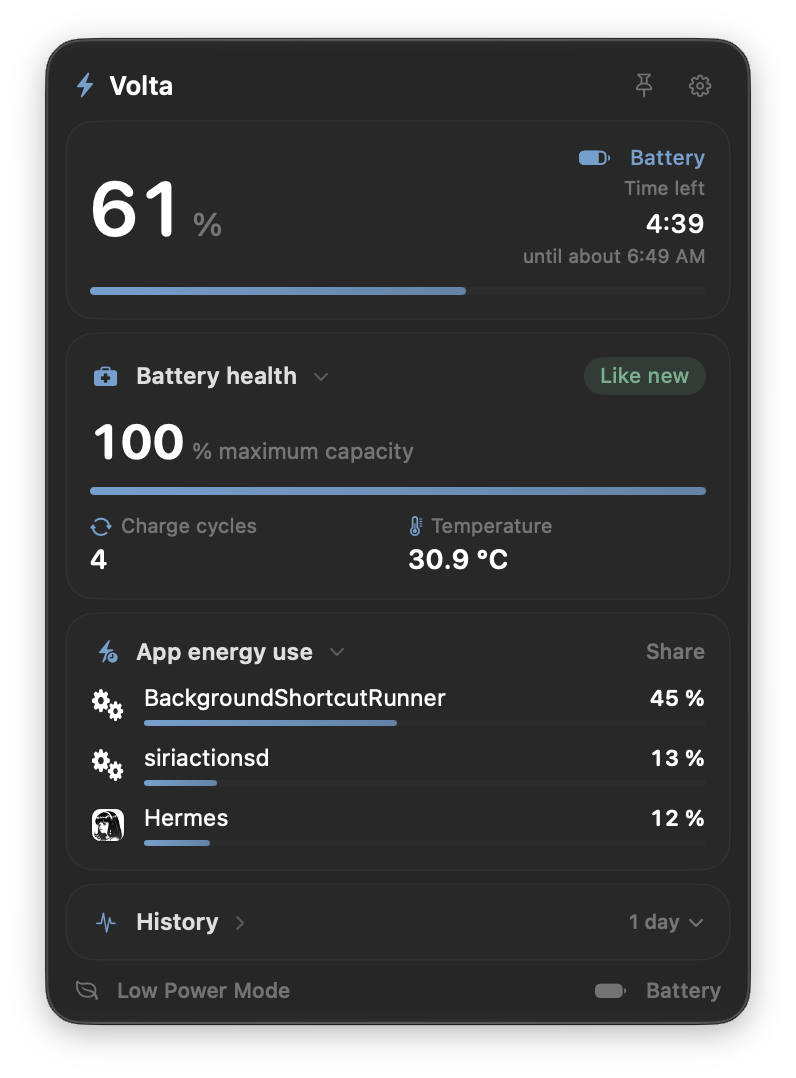 Volta
Battery
Time left
61 %
4:39
until about 6:49 AM
Battery health
Like new
100 % maximum capacity
Charge cycles
Temperature
4
30.9 °C
App energy use
Share
BackgroundShortcutRunner
45 %
siriactionsd
13 %
Hermes
12 %
History
1 day
Low Power Mode
Battery